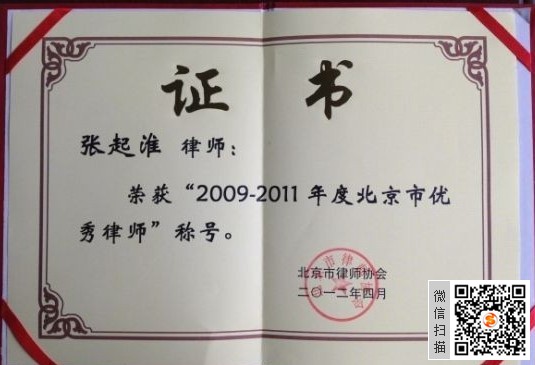 证 书
张起淮 律师：
荣获“2009-2011 年度北京市优
秀律师”称号。
北京市律师协会
二〇一二年四月
微信扫描